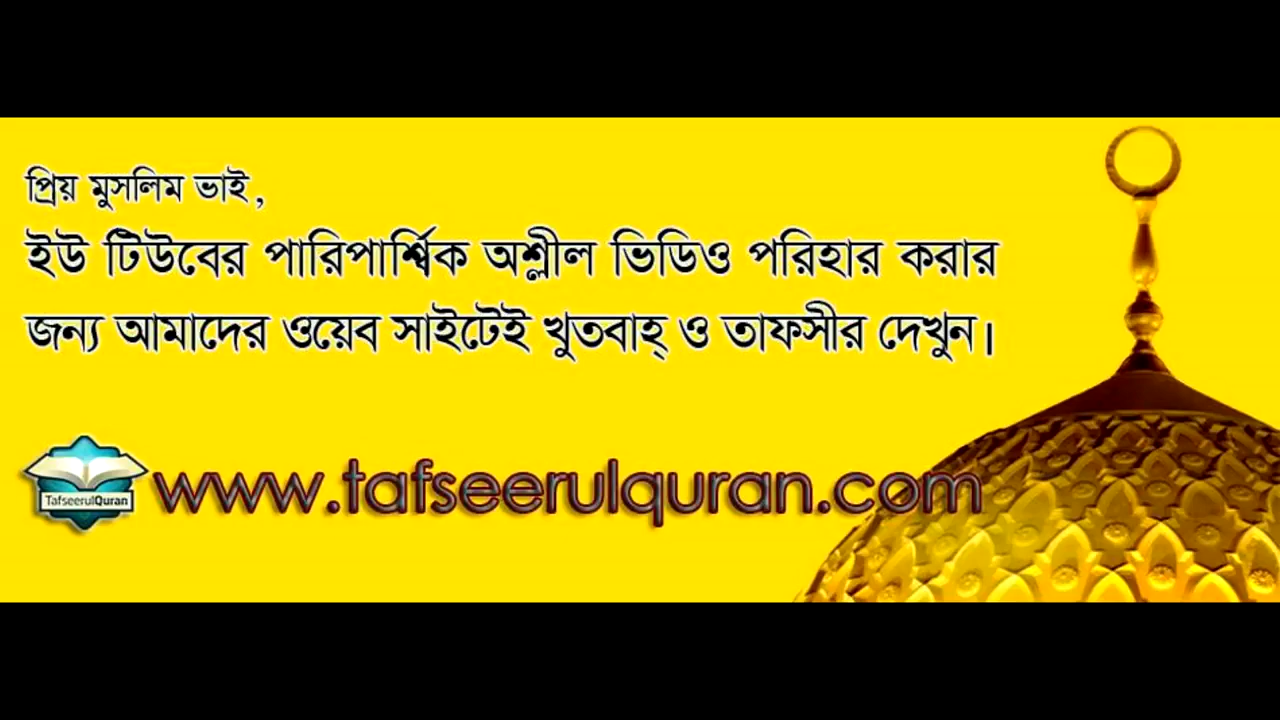 প্রিয় মুসলিম ভাই,
ইউ টিউবের পারিপার্শ্বিক অশ্লীল ভিডিও পরিহার করার
জন্য আমাদের ওয়েব সাইটেই খুতবাহ্ ও তাফসীর দেখুন।
TafseerulQuran
www.tafseerulquran.com